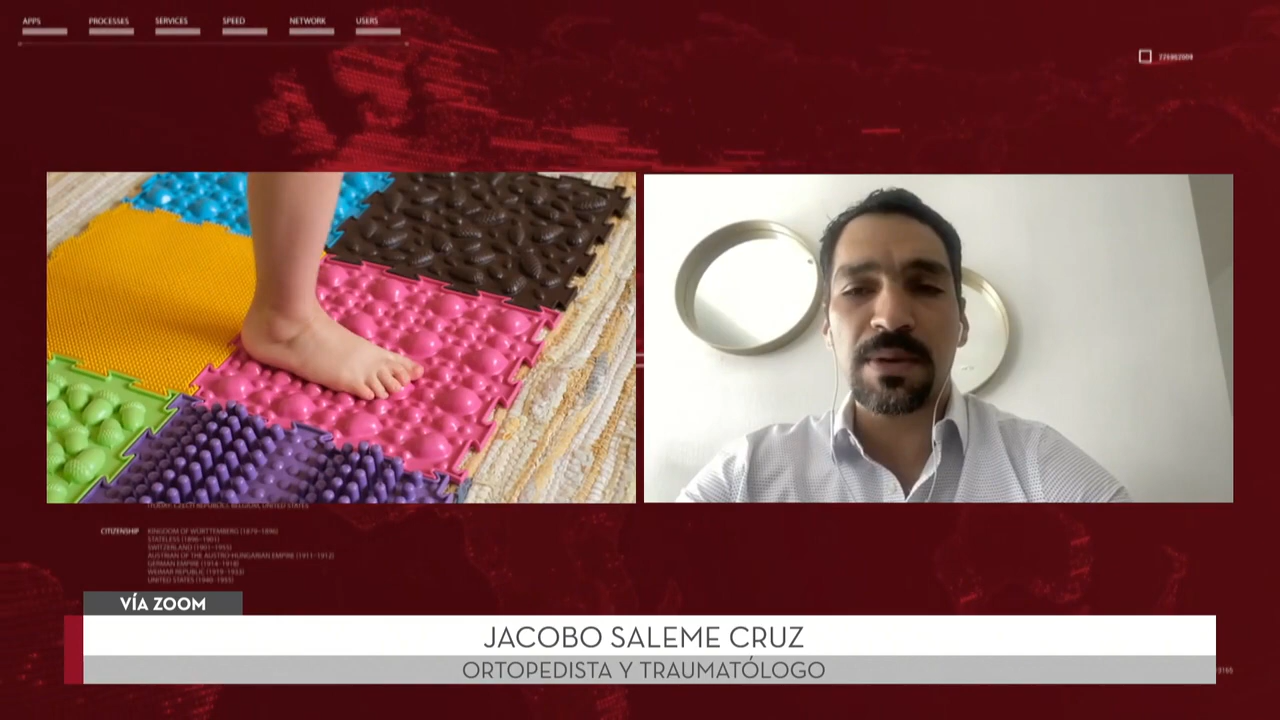 APPS PROCESSES SERVICES SPEED NETWORK USERS
CITIZENSHIP KINGDOM OF WÜRTTEMBERG (1879–1896)
STATELESS (1896–1901)
SWITZERLAND (1901–1955)
AUSTRIAN OF THE AUSTRO-HUNGARIAN EMPIRE (1911–1912)
GERMAN EMPIRE (1914–1918)
WEIMAR REPUBLIC (1919–1933)
UNITED STATES (1940–1955)
VÍA ZOOM
JACOBO SALEME CRUZ
ORTOPEDISTA Y TRAUMATÓLOGO